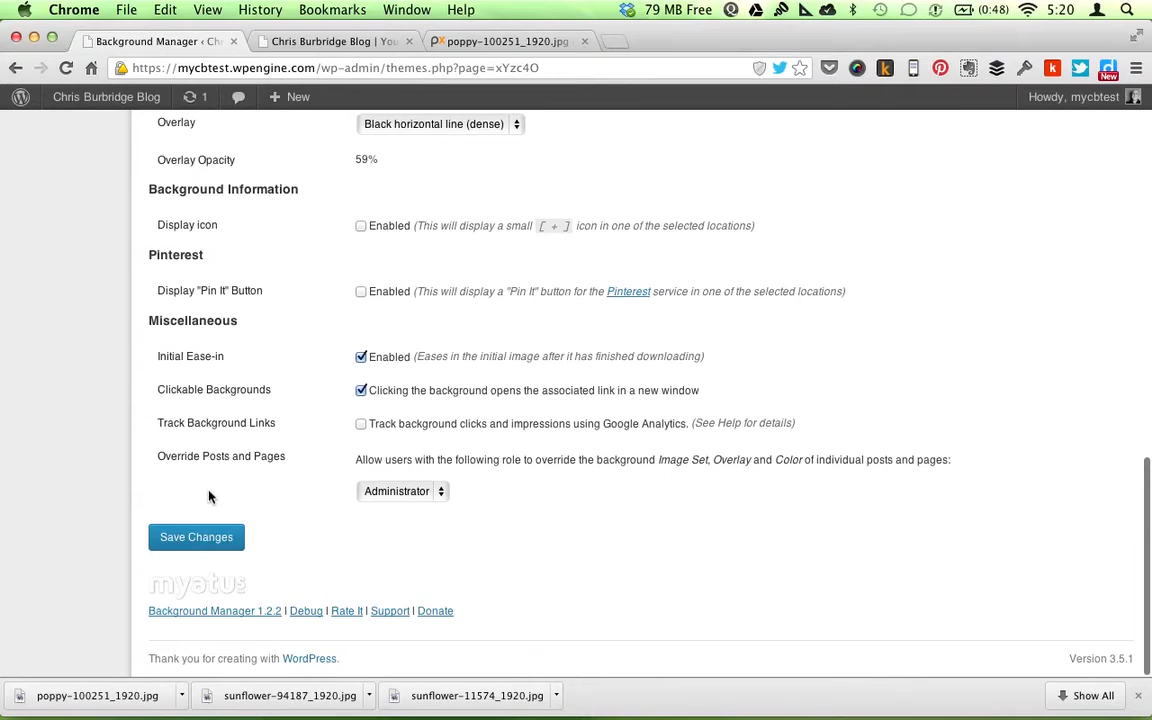 Chrome File Edit View History Bookmarks Window Help 79 MB Free (0:48) 5:20
Background Manager ‹ Ch Chris Burbridge Blog | You poppy-100251_1920.jpg
https://mycbtest.wpengine.com/wp-admin/themes.php?page=xYzc4O
New
Chris Burbridge Blog 1 New Howdy, mycbtest
Overlay Black horizontal line (dense)
Overlay Opacity 59%
Background Information
Display icon Enabled (This will display a small [ + ] icon in one of the selected locations)
Pinterest
Display "Pin It" Button Enabled (This will display a "Pin It" button for the Pinterest service in one of the selected locations)
Miscellaneous
Initial Ease-in Enabled (Eases in the initial image after it has finished downloading)
Clickable Backgrounds Clicking the background opens the associated link in a new window
Track Background Links Track background clicks and impressions using Google Analytics. (See Help for details)
Override Posts and Pages Allow users with the following role to override the background Image Set, Overlay and Color of individual posts and pages:
Administrator
Save Changes
myatus
Background Manager 1.2.2 | Debug | Rate It | Support | Donate
Thank you for creating with WordPress. Version 3.5.1
poppy-100251_1920.jpg sunflower-94187_1920.jpg sunflower-11574_1920.jpg Show All